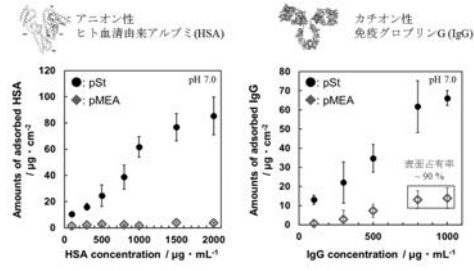 アニオン性
ヒト血清由来アルブミ(HSA)
pH 7.0
●: pSt
◇: pMEA
Amounts of adsorbed HSA
/ μg・cm-2
120
100
80
60
40
20
0
0 500 1000 1500 2000
HSA concentration / μg・mL-1
カチオン性
免疫グロブリンG (IgG)
pH 7.0
●: pSt
◇: pMEA
表面占有率
~90 %
Amounts of adsorbed IgG
/ μg・cm-2
80
70
60
50
40
30
20
10
0
0 500 1000
IgG concentration / μg・mL-1